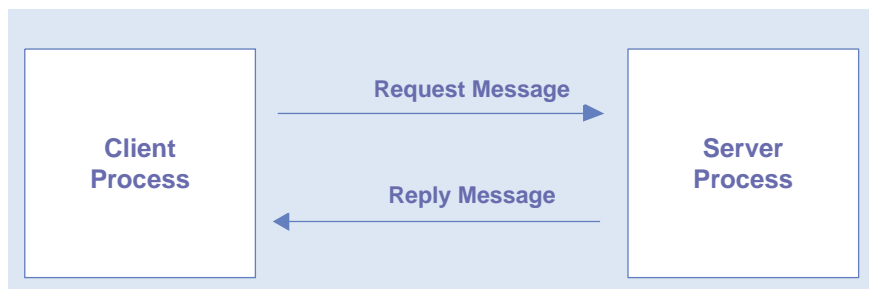 Request Message
Client
Process
Server
Process
Reply Message